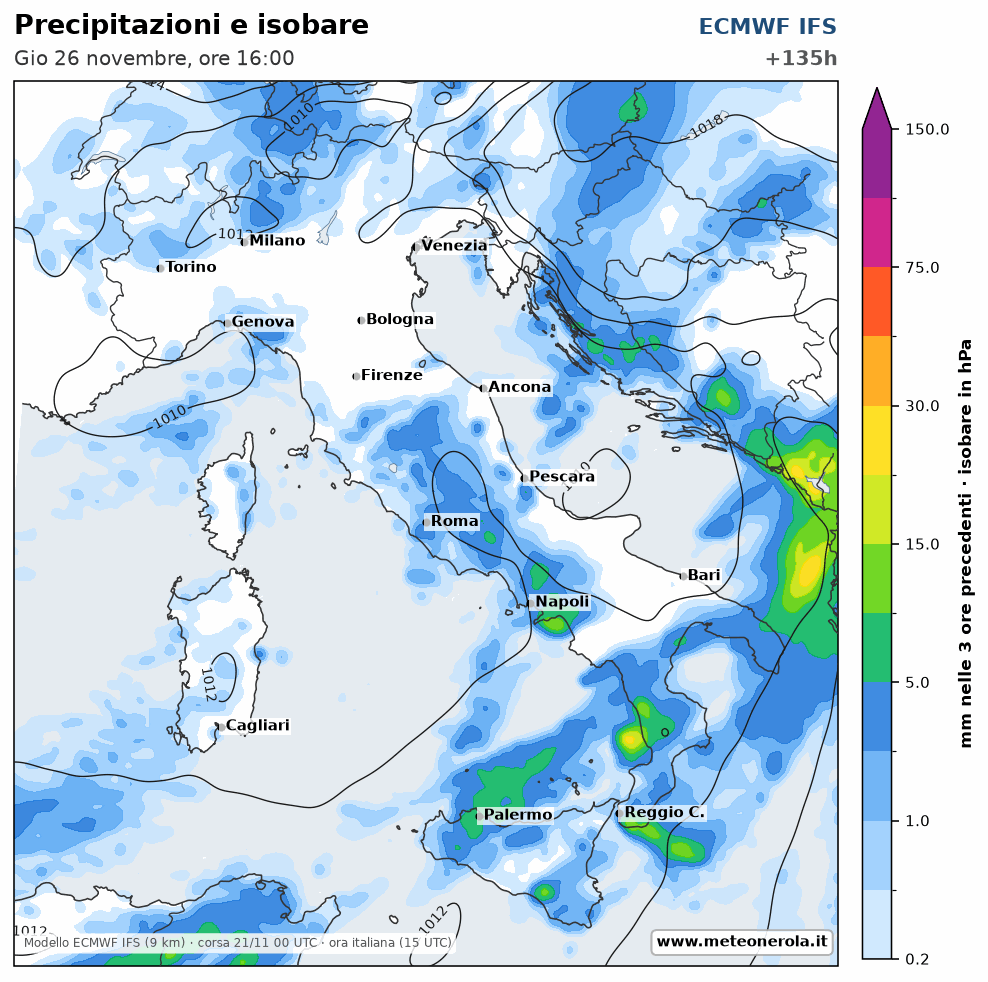 Precipitazioni e isobare
ECMWF IFS
Gio 26 novembre, ore 16:00
+135h
1010
1018
1012
Milano
Venezia
Torino
Genova
Bologna
Firenze
Ancona
1010
Pescara
Roma
Bari
Napoli
1012
Cagliari
Palermo
Reggio C.
1012
1012
Modello ECMWF IFS (9 km) · corsa 21/11 00 UTC · ora italiana (15 UTC)
www.meteonerola.it
150.0
75.0
30.0
15.0
5.0
1.0
0.2
mm nelle 3 ore precedenti · isobare in hPa